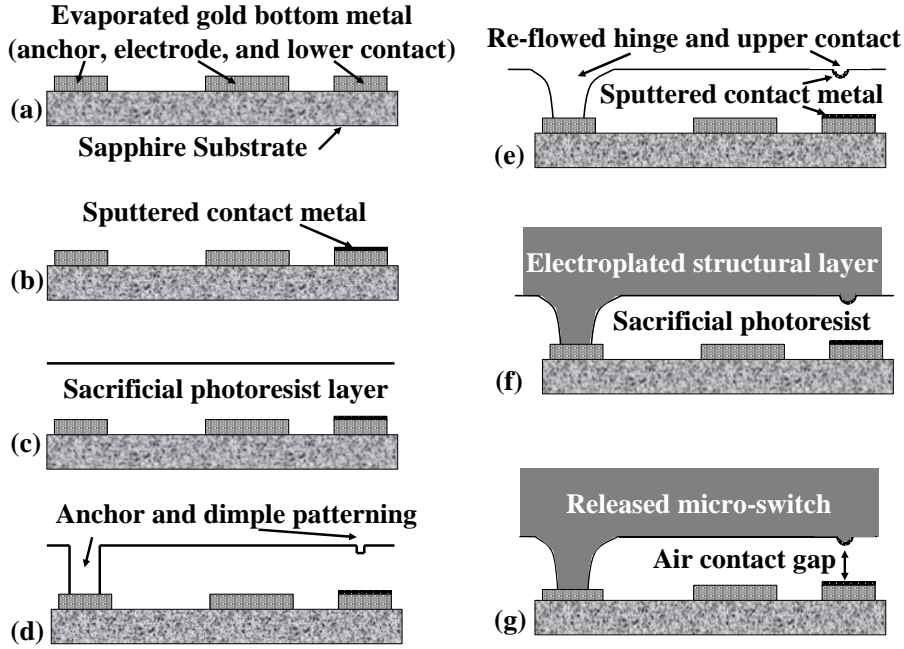 Evaporated gold bottom metal
(anchor, electrode, and lower contact)
(a)
Sapphire Substrate
Sputtered contact metal
(b)
Sacrificial photoresist layer
(c)
Anchor and dimple patterning
(d)
Re-flowed hinge and upper contact
Sputtered contact metal
(e)
Electroplated structural layer
Sacrificial photoresist
(f)
Released micro-switch
Air contact gap
(g)